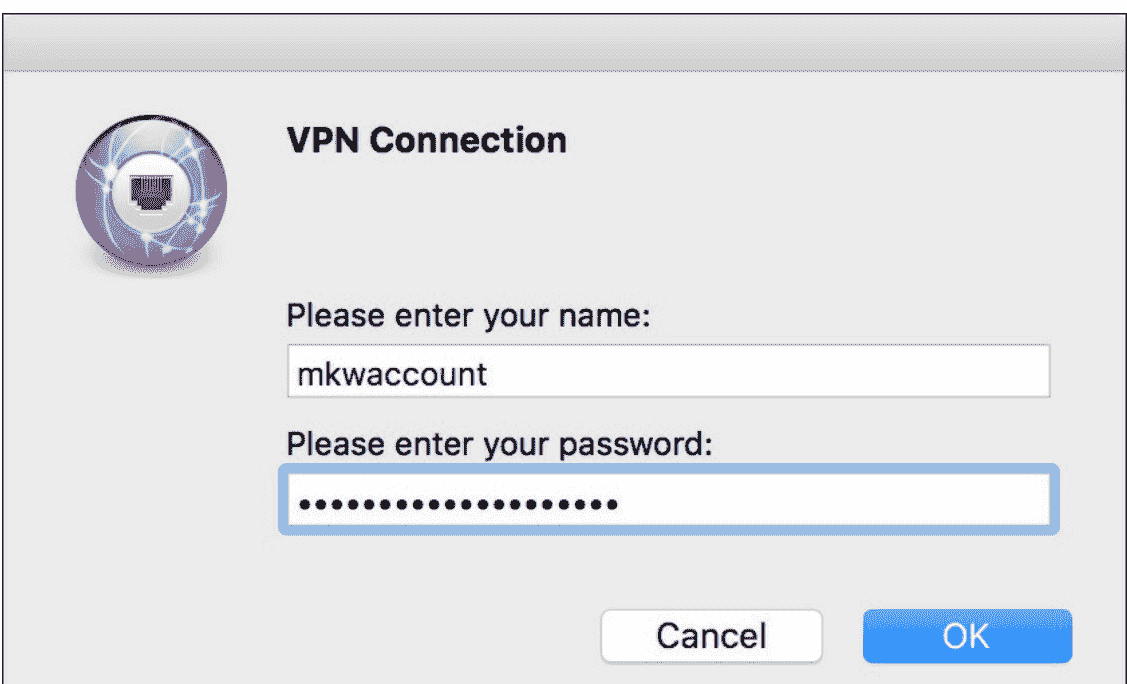 VPN Connection
Please enter your name:
mkwaccount
Please enter your password:
••••••••••••••••••••
Cancel
OK